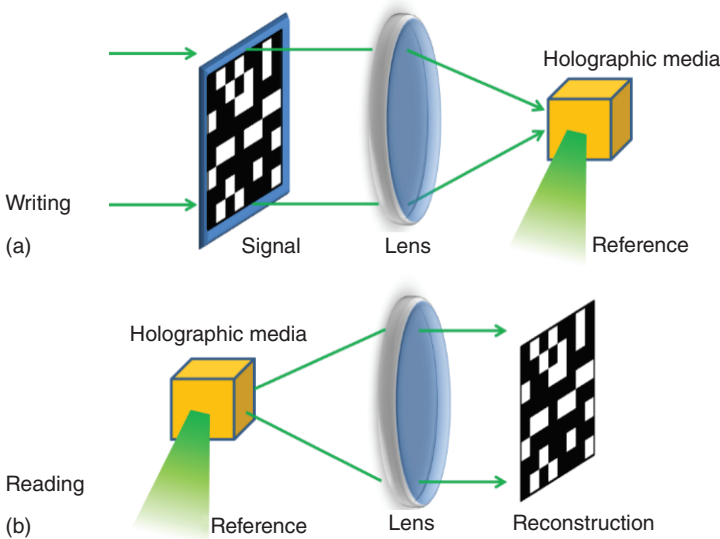 Holographic media
Writing
(a)
Signal
Lens
Reference
Holographic media
Reading
(b)
Reference
Lens
Reconstruction